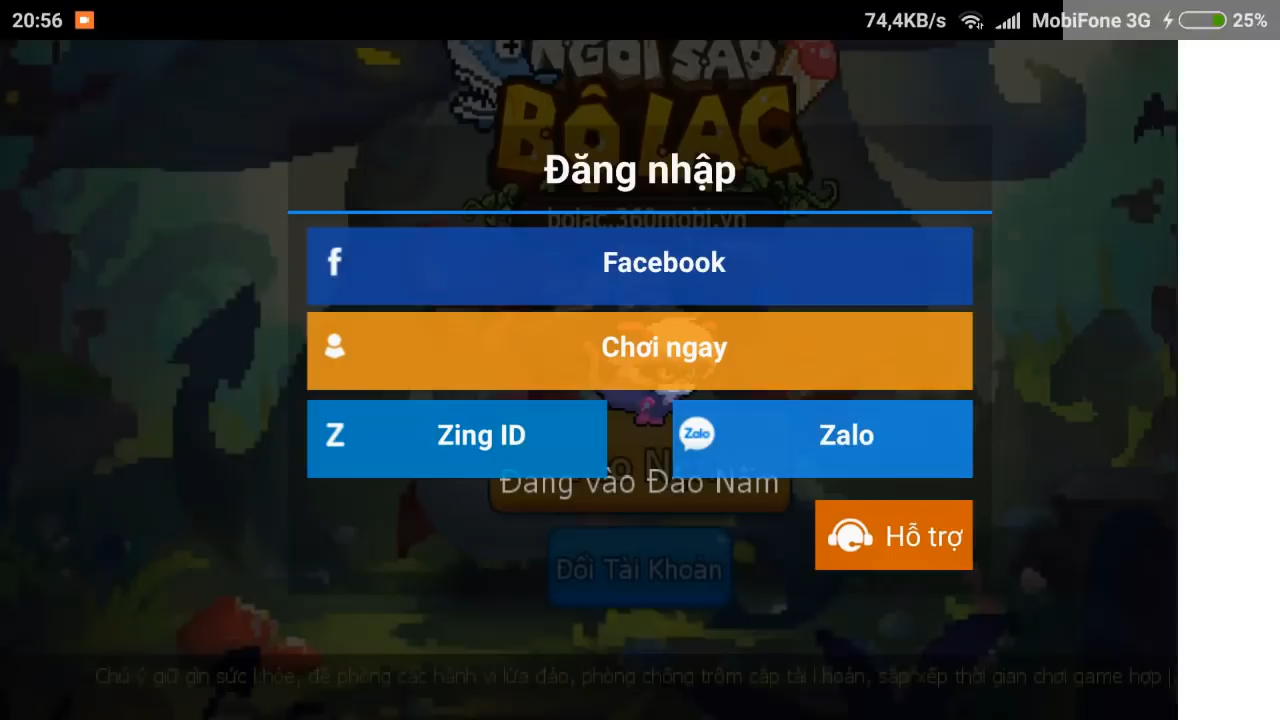 20:56 74,4KB/s MobiFone 3G 25%
NGÔI SAO
BỘ LẠC
Đăng nhập
bolac.360mobi.vn
f Facebook
Chơi ngay
Z Zing ID Zalo Zalo
Đang vào Đảo Nấm
Hỗ trợ
Đổi Tài Khoản
Chú ý giữ gìn sức khỏe, đề phòng các hành vi lừa đảo, phòng chống trộm cắp tài khoản, sắp xếp thời gian chơi game hợp